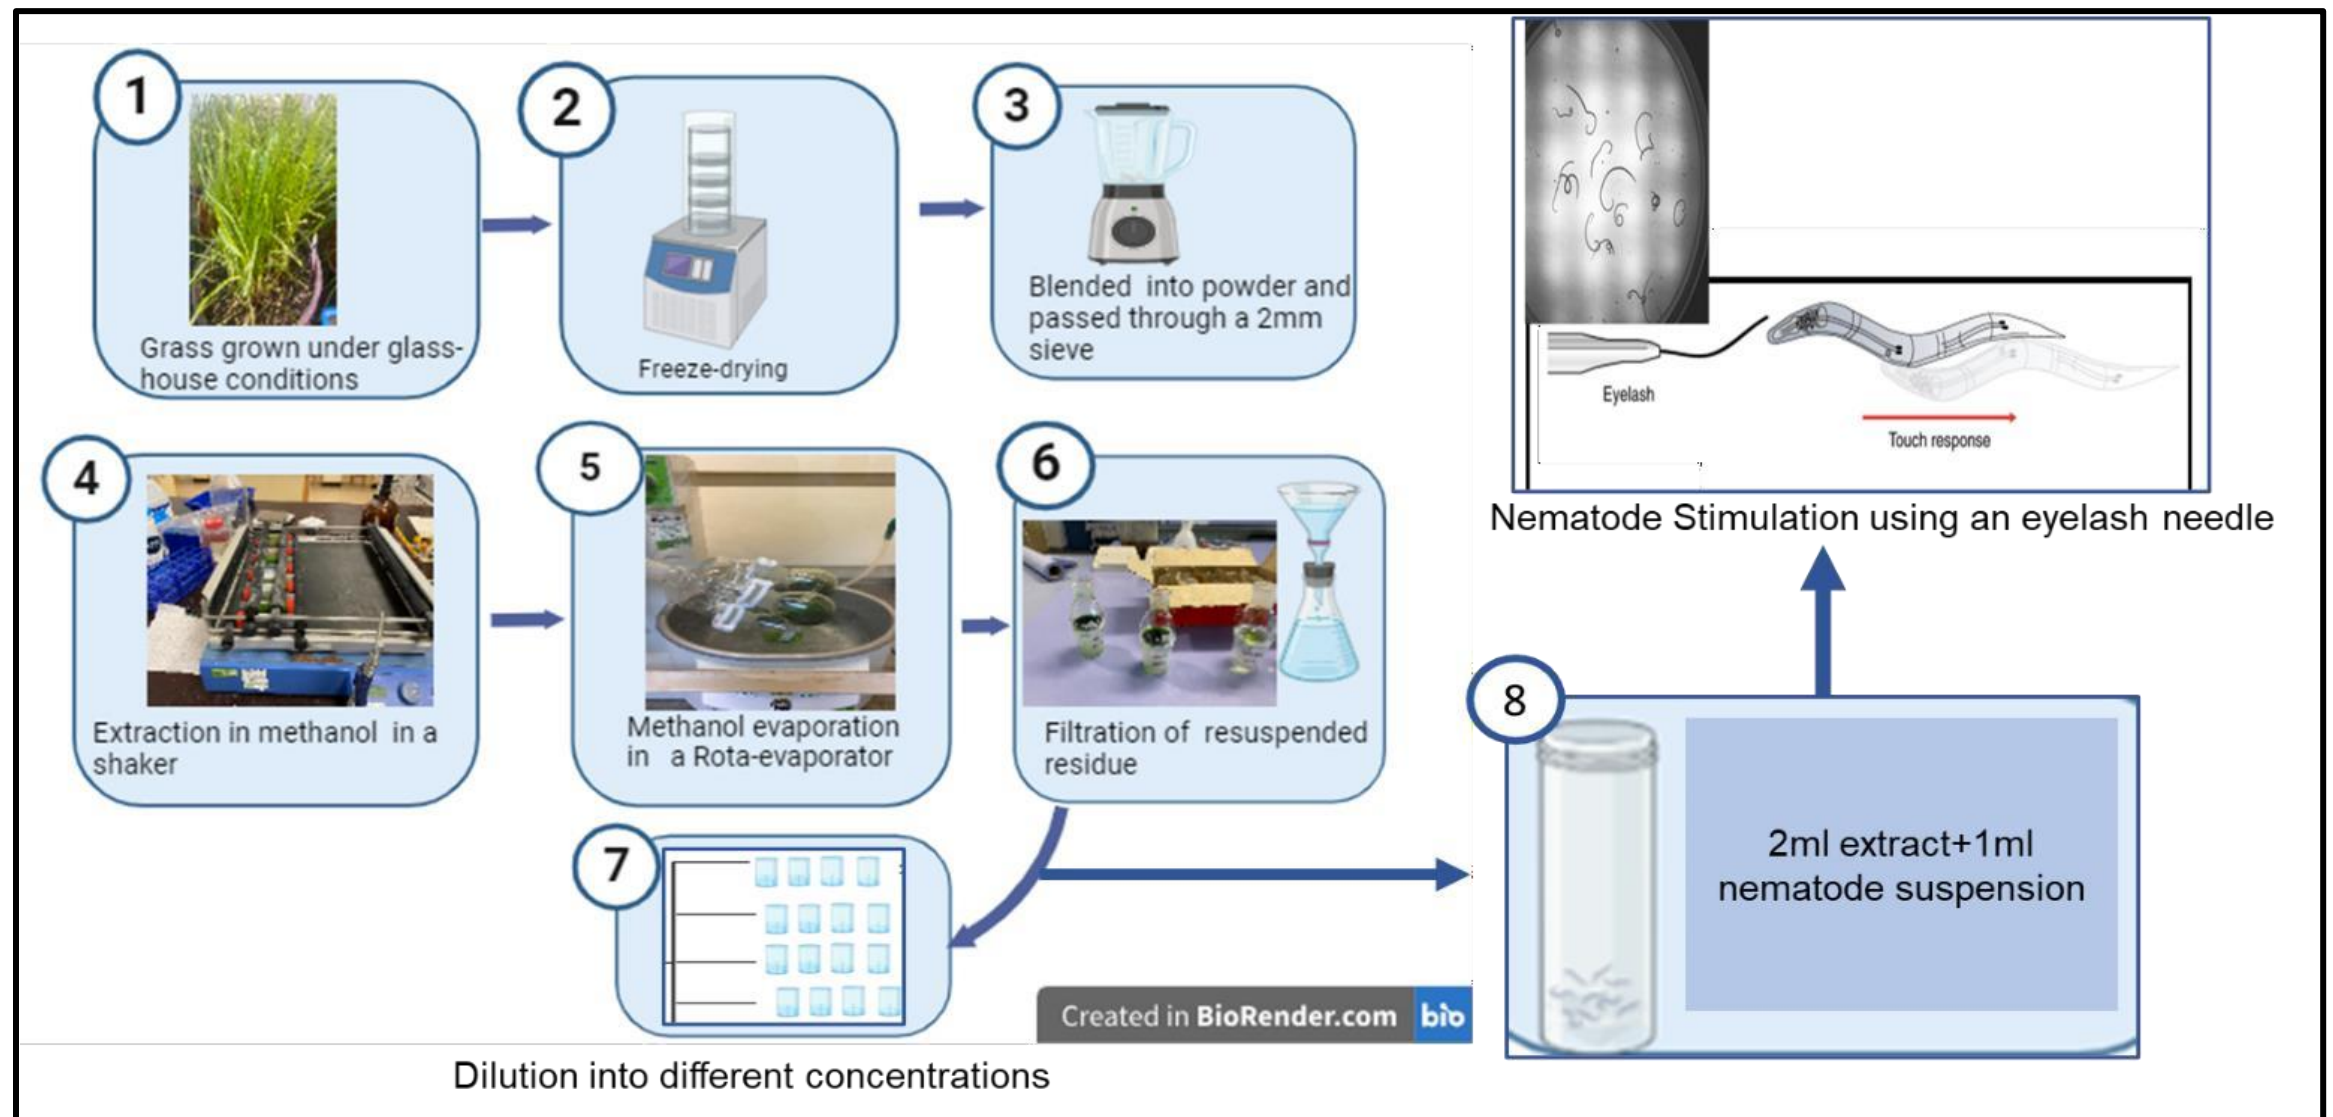 1
Grass grown under glass-
house conditions
2
Freeze-drying
3
Blended into powder and
passed through a 2mm
sieve
4
Extraction in methanol in a
shaker
5
Methanol evaporation
in a Rota-evaporator
6
Filtration of resuspended
residue
7
Dilution into different concentrations
Created in BioRender.com bio
8
2ml extract+1ml
nematode suspension
Eyelash
Touch response
Nematode Stimulation using an eyelash needle